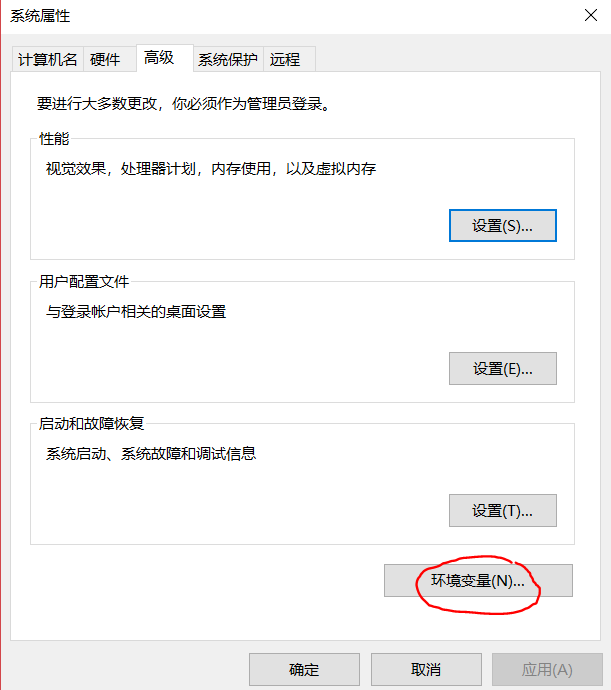 系统属性
计算机名 硬件 高级 系统保护 远程
要进行大多数更改，你必须作为管理员登录。
性能
视觉效果，处理器计划，内存使用，以及虚拟内存
设置(S)...
用户配置文件
与登录帐户相关的桌面设置
设置(E)...
启动和故障恢复
系统启动、系统故障和调试信息
设置(T)...
环境变量(N)...
确定 取消 应用(A)